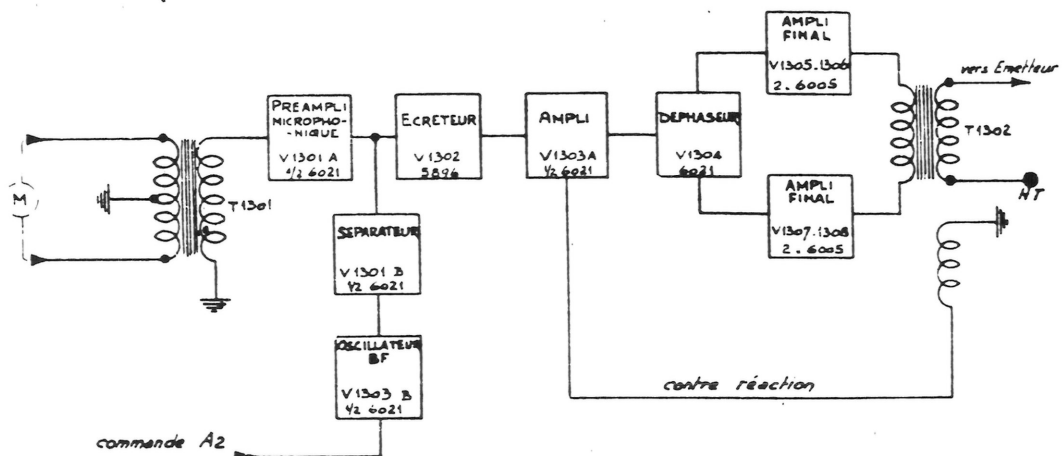 AMPLI
FINAL
V1305.1306
2.6005
vers Emetteur
PREAMPLI
MICROPHO-
-NIQUE
V1301 A
1/2 6021
ECRETEUR
V1302
5896
AMPLI
V1303A
1/2 6021
DEPHASEUR
V1304
6021
T1302
M
T1301
AMPLI
FINAL
V1307.1308
2.6005
HT
SEPARATEUR
V1301 B
1/2 6021
OSCILLATEUR
BF
V1303 B
1/2 6021
contre réaction
commande A2